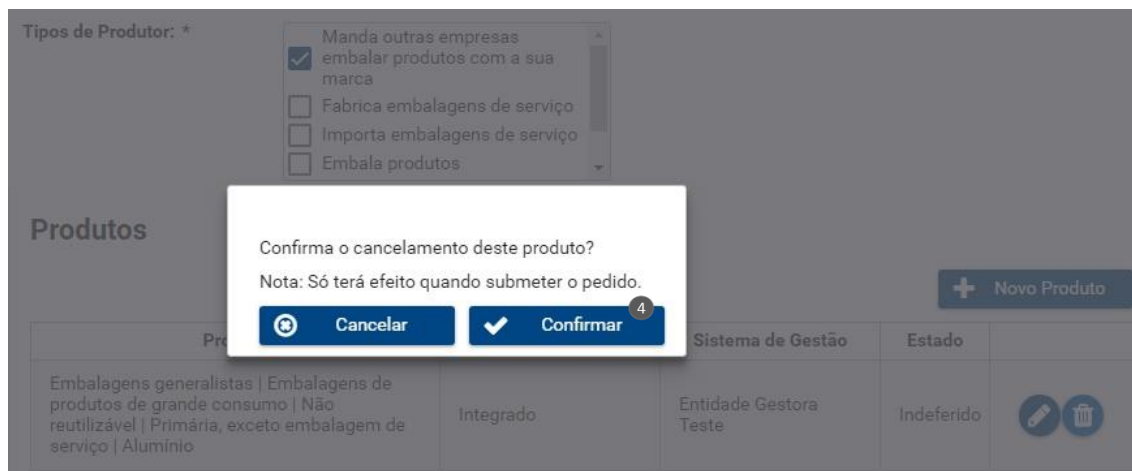 Tipos de Produtor: *
Manda outras empresas
embalar produtos com a sua
marca
Fabrica embalagens de serviço
Importa embalagens de serviço
Embala produtos
Produtos
Confirma o cancelamento deste produto?
Nota: Só terá efeito quando submeter o pedido.
4
Cancelar
Confirmar
Novo Produto
Sistema de Gestão
Estado
Embalagens generalistas | Embalagens de
produtos de grande consumo | Não
reutilizável | Primária, exceto embalagem de
serviço | Alumínio
Integrado
Entidade Gestora
Teste
Indeferido